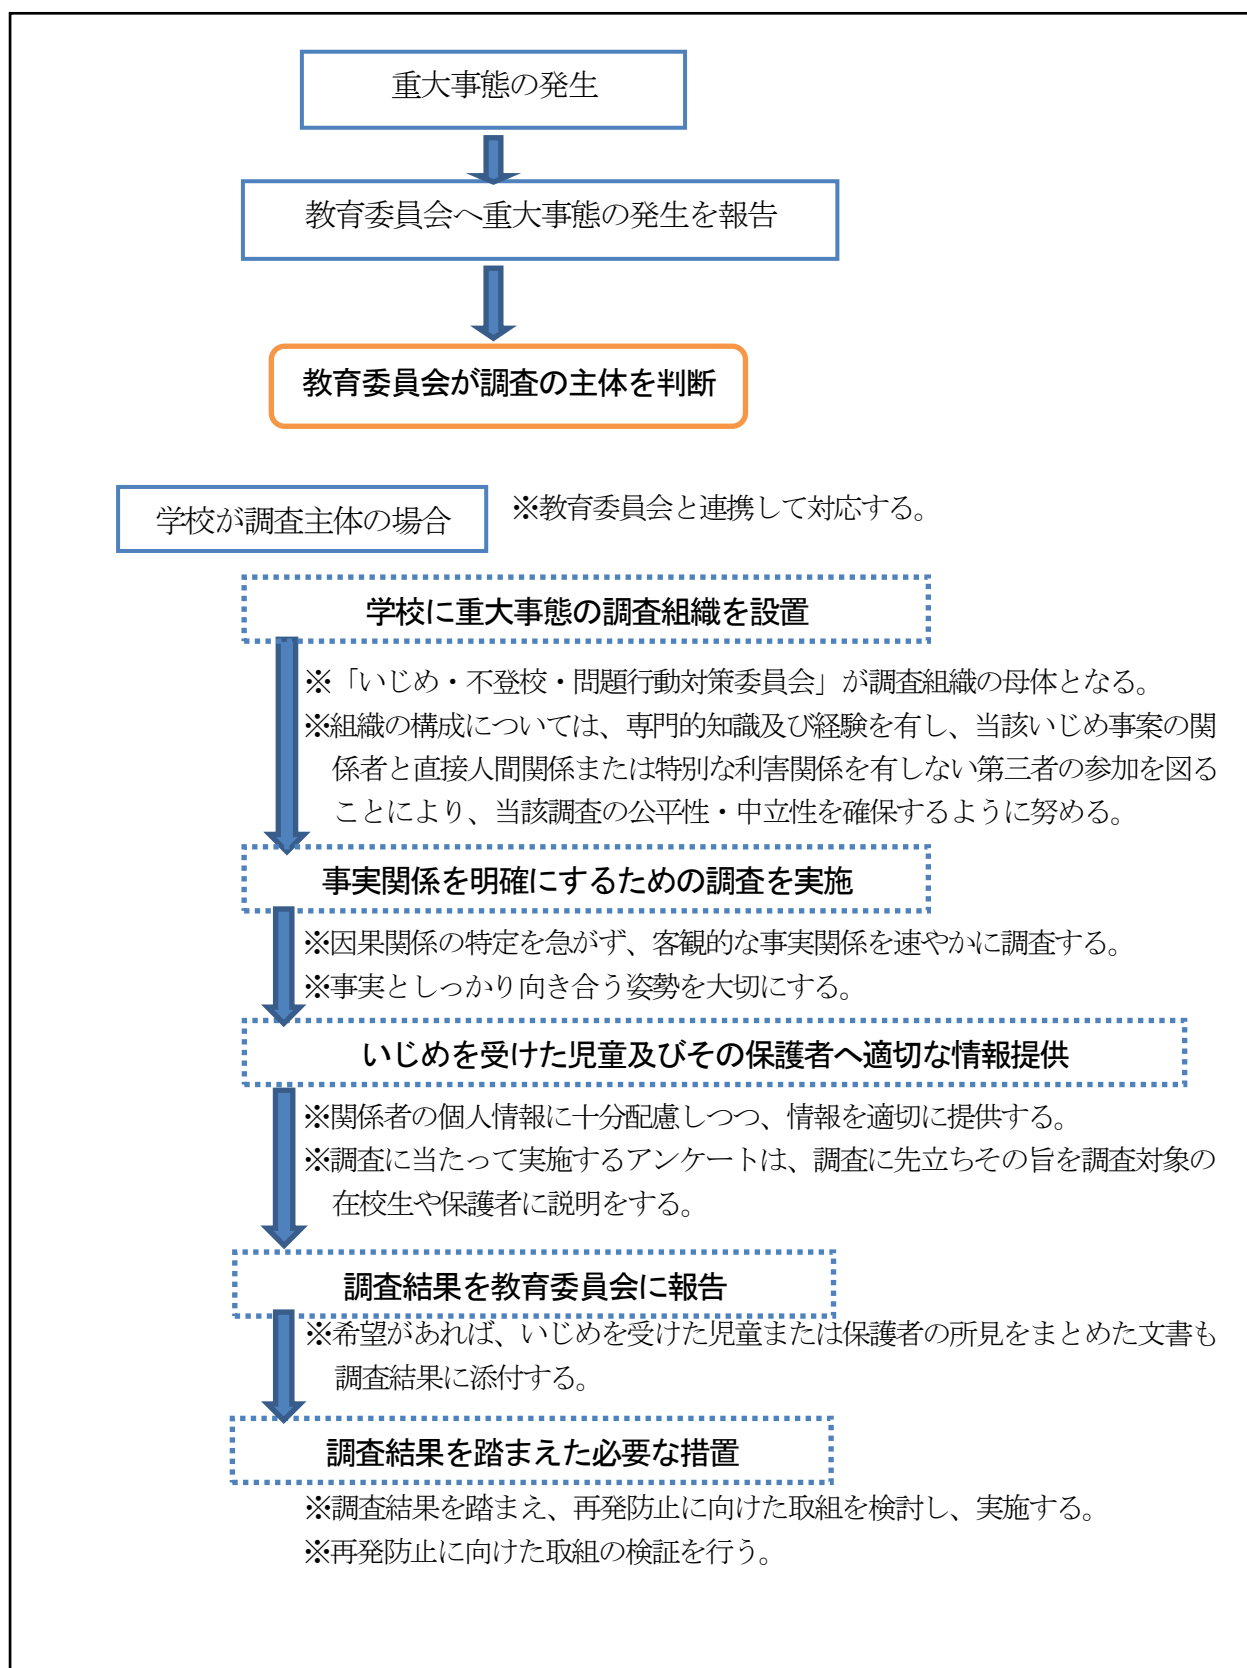 重大事態の発生
教育委員会へ重大事態の発生を報告
教育委員会が調査の主体を判断
学校が調査主体の場合
※教育委員会と連携して対応する。
学校に重大事態の調査組織を設置
※「いじめ・不登校・問題行動対策委員会」が調査組織の母体となる。
※組織の構成については、専門的知識及び経験を有し、当該いじめ事案の関
係者と直接人間関係または特別な利害関係を有しない第三者の参加を図る
ことにより、当該調査の公平性・中立性を確保するように努める。
事実関係を明確にするための調査を実施
※因果関係の特定を急がず、客観的な事実関係を速やかに調査する。
※事実としっかり向き合う姿勢を大切にする。
いじめを受けた児童及びその保護者へ適切な情報提供
※関係者の個人情報に十分配慮しつつ、情報を適切に提供する。
※調査に当たって実施するアンケートは、調査に先立ちその旨を調査対象の
在校生や保護者に説明をする。
調査結果を教育委員会に報告
※希望があれば、いじめを受けた児童または保護者の所見をまとめた文書も
調査結果に添付する。
調査結果を踏まえた必要な措置
※調査結果を踏まえ、再発防止に向けた取組を検討し、実施する。
※再発防止に向けた取組の検証を行う。